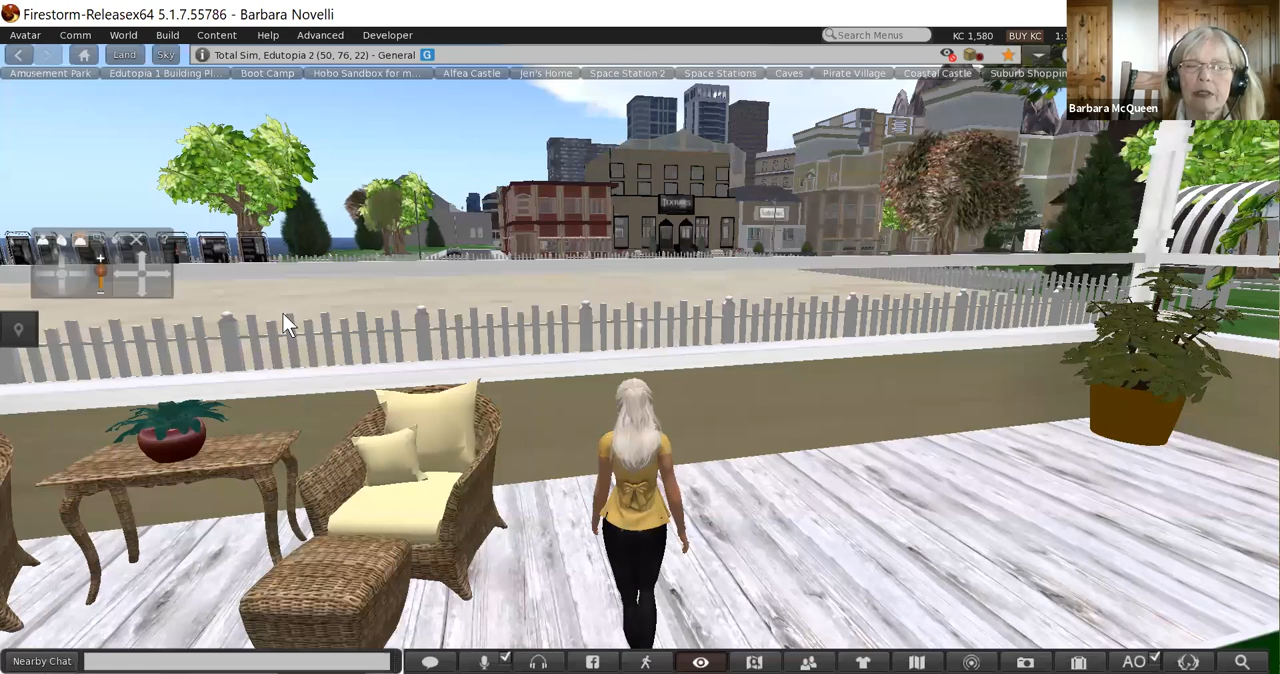 Firestorm-Releasex64 5.1.7.55786 - Barbara Novelli
Avatar Comm World Build Content Help Advanced Developer
Search Menus
KC 1,580 BUY KC
Land Sky
Total Sim, Edutopia 2 (50, 76, 22) - General G
Amusement Park Edutopia 1 Building Pl... Boot Camp Hobo Sandbox for m... Alfea Castle Jen's Home Space Station 2 Space Stations Caves Pirate Village Coastal Castle Suburb Shoppin
Barbara McQueen
TEXTURES
Nearby Chat
AO